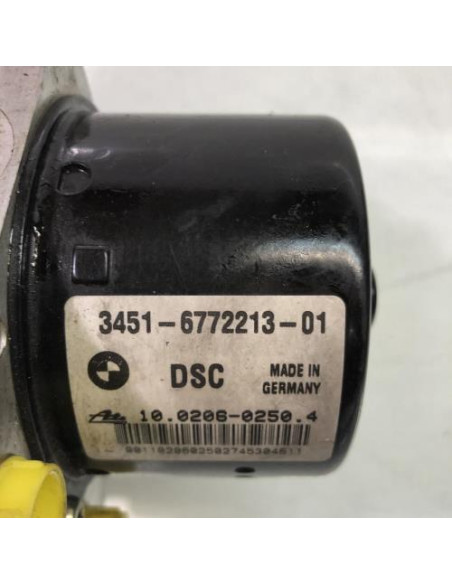 3451-6772213-01
DSC
MADE IN
GERMANY
10.0206-0250.4